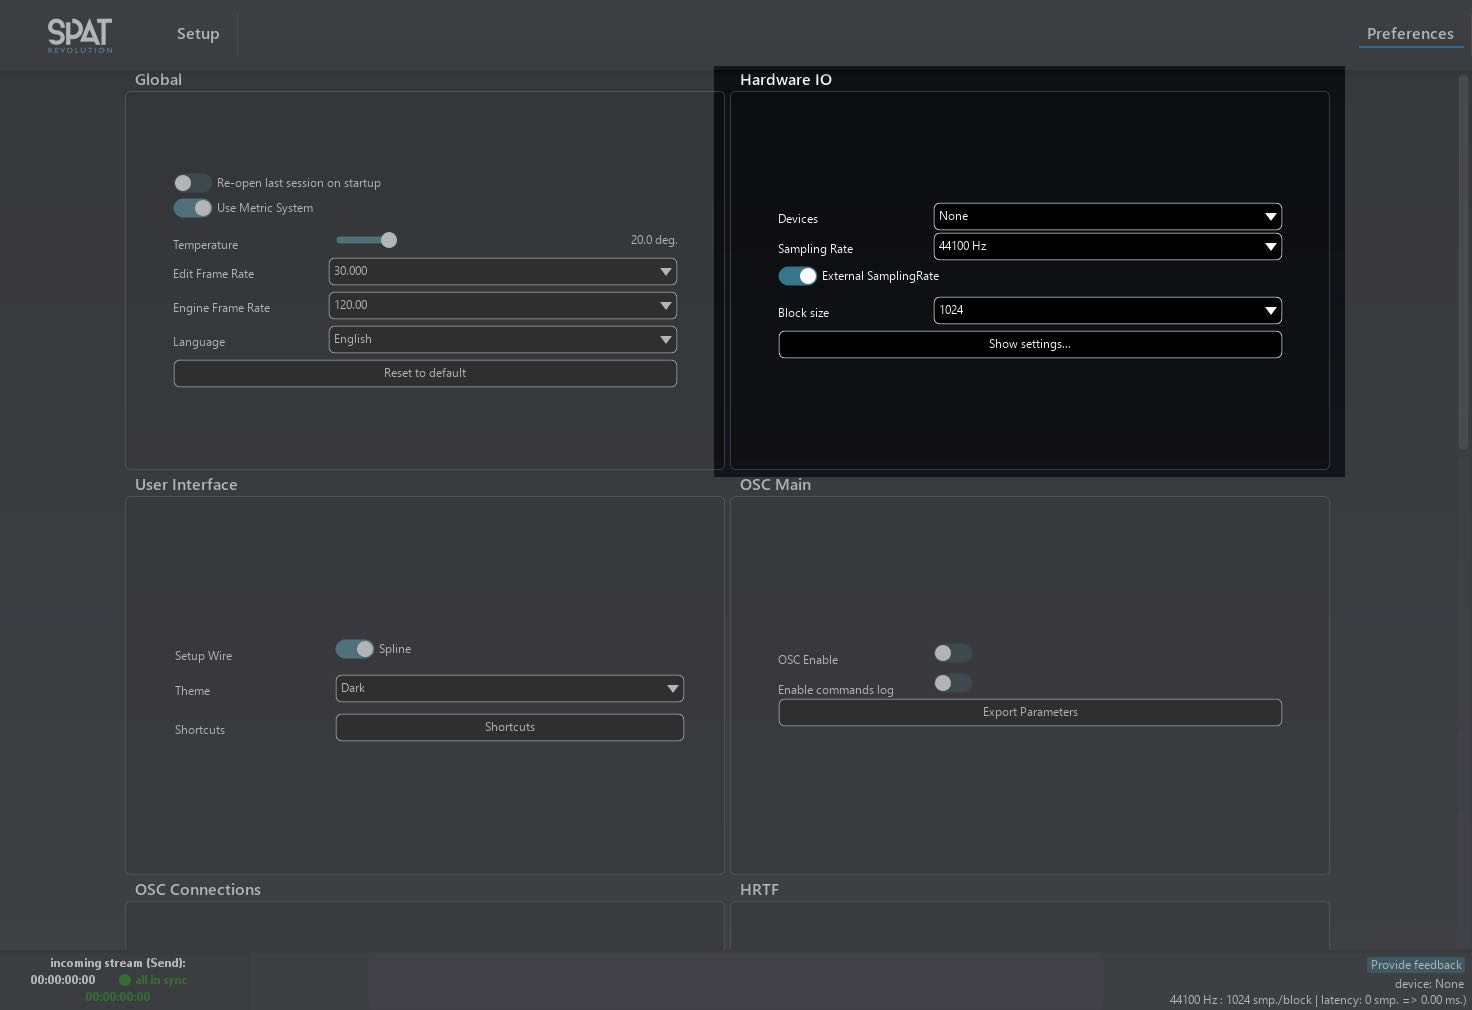 SPAT
REVOLUTION
Setup
Preferences
Global
Re-open last session on startup
Use Metric System
Temperature
20.0 deg.
Edit Frame Rate
30.000
Engine Frame Rate
120.00
Language
English
Reset to default
Hardware IO
Devices
None
Sampling Rate
44100 Hz
External SamplingRate
Block size
1024
Show settings...
User Interface
Setup Wire
Spline
Theme
Dark
Shortcuts
Shortcuts
OSC Main
OSC Enable
Enable commands log
Export Parameters
OSC Connections
HRTF
incoming stream (Send):
00:00:00:00
all in sync
00:00:00:00
Provide feedback
device: None
44100 Hz : 1024 smp./block | latency: 0 smp. => 0.00 ms.)